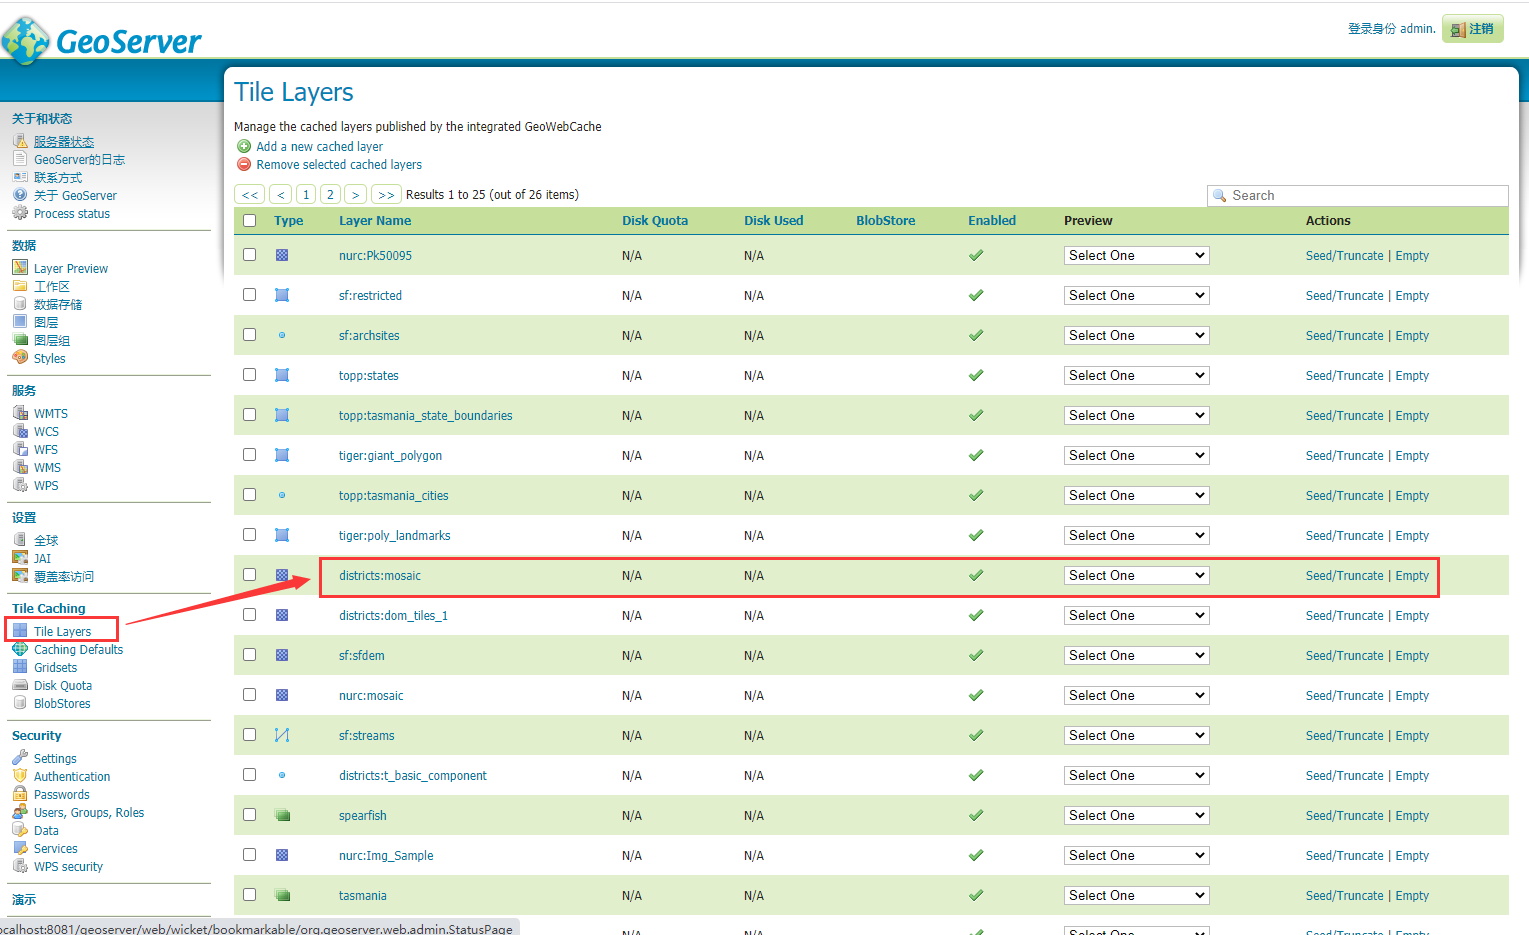 GeoServer
登录身份 admin.
注销
关于和状态
服务器状态
GeoServer的日志
联系方式
关于 GeoServer
Process status
数据
Layer Preview
工作区
数据存储
图层
图层组
Styles
服务
WMTS
WCS
WFS
WMS
WPS
设置
全球
JAI
覆盖率访问
Tile Caching
Tile Layers
Caching Defaults
Gridsets
Disk Quota
BlobStores
Security
Settings
Authentication
Passwords
Users, Groups, Roles
Data
Services
WPS security
演示
Tile Layers
Manage the cached layers published by the integrated GeoWebCache
Add a new cached layer
Remove selected cached layers
<< < 1 2 > >> Results 1 to 25 (out of 26 items)
Search
Type Layer Name Disk Quota Disk Used BlobStore Enabled Preview Actions
nurc:Pk50095 N/A N/A Select One Seed/Truncate | Empty
sf:restricted N/A N/A Select One Seed/Truncate | Empty
sf:archsites N/A N/A Select One Seed/Truncate | Empty
topp:states N/A N/A Select One Seed/Truncate | Empty
topp:tasmania_state_boundaries N/A N/A Select One Seed/Truncate | Empty
tiger:giant_polygon N/A N/A Select One Seed/Truncate | Empty
topp:tasmania_cities N/A N/A Select One Seed/Truncate | Empty
tiger:poly_landmarks N/A N/A Select One Seed/Truncate | Empty
districts:mosaic N/A N/A Select One Seed/Truncate | Empty
districts:dom_tiles_1 N/A N/A Select One Seed/Truncate | Empty
sf:sfdem N/A N/A Select One Seed/Truncate | Empty
nurc:mosaic N/A N/A Select One Seed/Truncate | Empty
sf:streams N/A N/A Select One Seed/Truncate | Empty
districts:t_basic_component N/A N/A Select One Seed/Truncate | Empty
spearfish N/A N/A Select One Seed/Truncate | Empty
nurc:Img_Sample N/A N/A Select One Seed/Truncate | Empty
tasmania N/A N/A Select One Seed/Truncate | Empty
N/A N/A Select One Seed/Truncate | Empty
ocalhost:8081/geoserver/web/wicket/bookmarkable/org.geoserver.web.admin.StatusPage